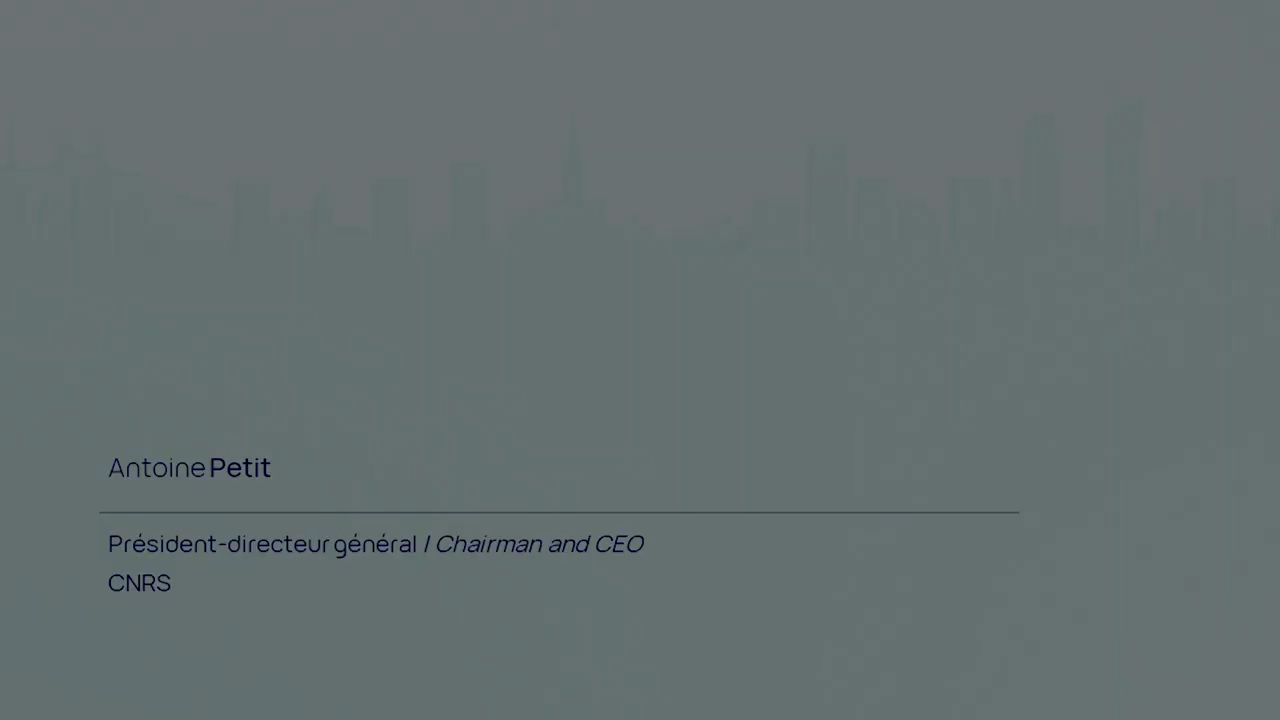 Antoine Petit
Président-directeur général / Chairman and CEO
CNRS